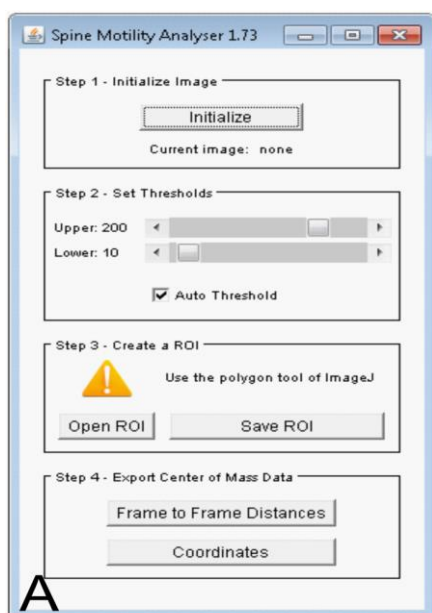 Spine Motility Analyser 1.73
Step 1 - Initialize Image
Initialize
Current image: none
Step 2 - Set Thresholds
Upper: 200
Lower: 10
Auto Threshold
Step 3 - Create a ROI
Use the polygon tool of ImageJ
Open ROI Save ROI
Step 4 - Export Center of Mass Data
Frame to Frame Distances
Coordinates
A